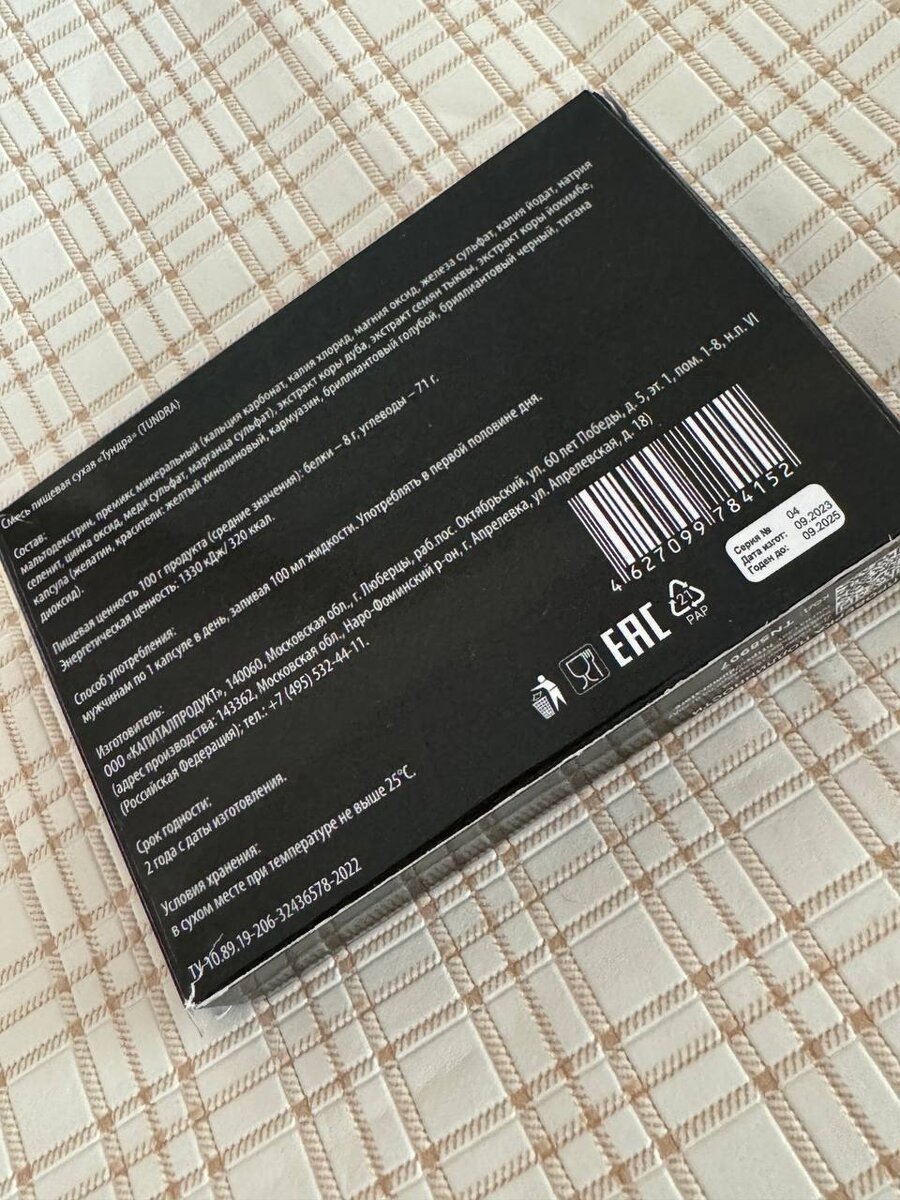 Смесь пищевая сухая «Тундра» (TUNDRA)
Состав:
мальтодекстрин, премикс минеральный (кальция карбонат, калия хлорид, магния оксид, железа сульфат, калия йодат, натрия
селенит, цинка оксид, меди сульфат, марганца сульфат), экстракт коры дуба, экстракт семян тыквы, экстракт коры йохимбе,
капсула (желатин, красители: желтый хинолиновый, кармуазин, бриллиантовый голубой, бриллиантовый черный, титана
диоксид).
Пищевая ценность 100 г продукта (средние значения): белки – 8 г, углеводы – 71 г.
Энергетическая ценность: 1330 кДж/ 320 ккал.
Способ употребления:
мужчинам по 1 капсуле в день, запивая 100 мл жидкости. Употреблять в первой половине дня.
Изготовитель:
ООО «КАПИТАЛПРОДУКТ», 140060, Московская обл., г. Люберцы, раб.пос. Октябрьский, ул. 60 лет Победы, д. 5, эт. 1, пом. 1-8, н.п. VI
(адрес производства: 143362, Московская обл., Наро-Фоминский р-он, г. Апрелевка, ул. Апрелевская, д. 18)
(Российская Федерация), тел.: +7 (495) 532-44-11.
Срок годности:
2 года с даты изготовления.
Условия хранения:
в сухом месте при температуре не выше 25°С.
ТУ 10.89.19-206-32436578-2022
4627099784152
Серия № 04
Дата изгот: 09.2023
Годен до: 09.2025
EAC
21
PAP
TN58907